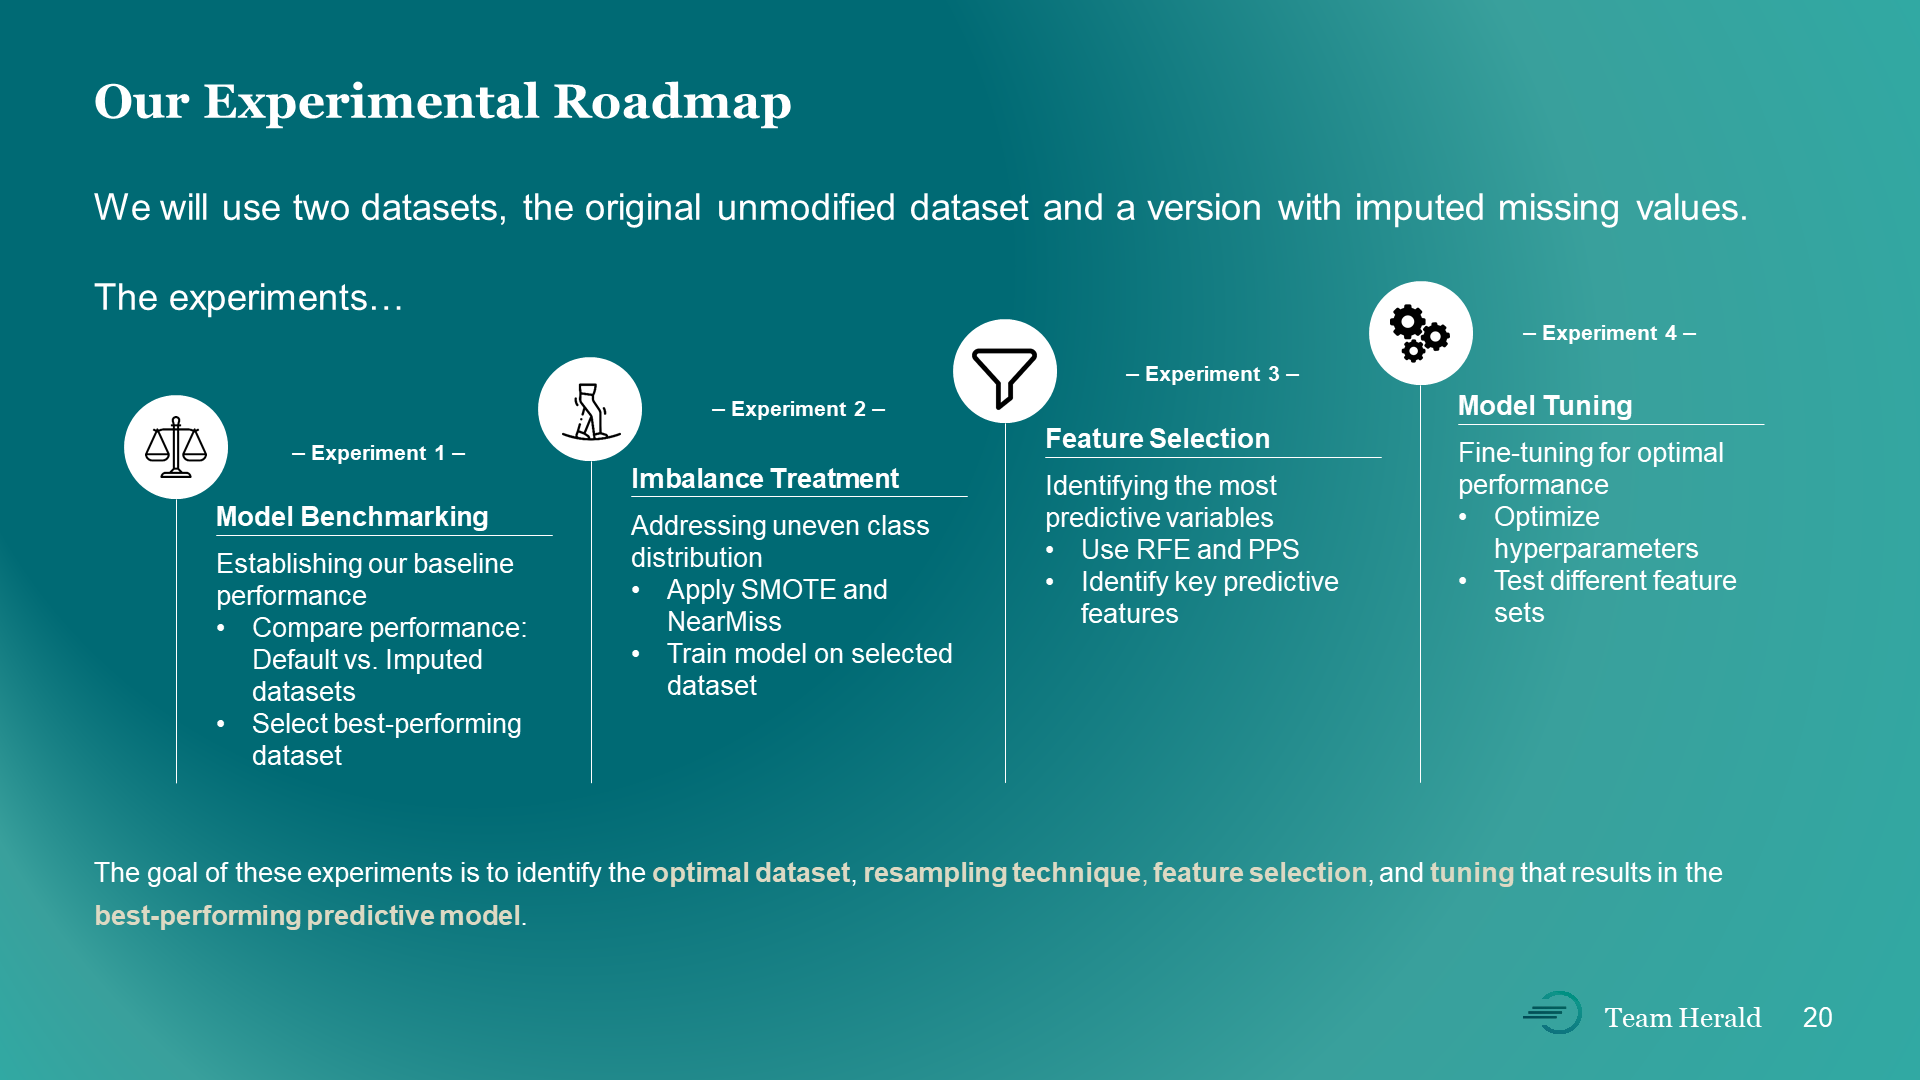 Our Experimental Roadmap
We will use two datasets, the original unmodified dataset and a version with imputed missing values.
The experiments…
– Experiment 1 –
Model Benchmarking
Establishing our baseline
performance
• Compare performance:
Default vs. Imputed
datasets
• Select best-performing
dataset
– Experiment 2 –
Imbalance Treatment
Addressing uneven class
distribution
• Apply SMOTE and
NearMiss
• Train model on selected
dataset
– Experiment 3 –
Feature Selection
Identifying the most
predictive variables
• Use RFE and PPS
• Identify key predictive
features
– Experiment 4 –
Model Tuning
Fine-tuning for optimal
performance
• Optimize
hyperparameters
• Test different feature
sets
The goal of these experiments is to identify the optimal dataset, resampling technique, feature selection, and tuning that results in the
best-performing predictive model.
Team Herald 20